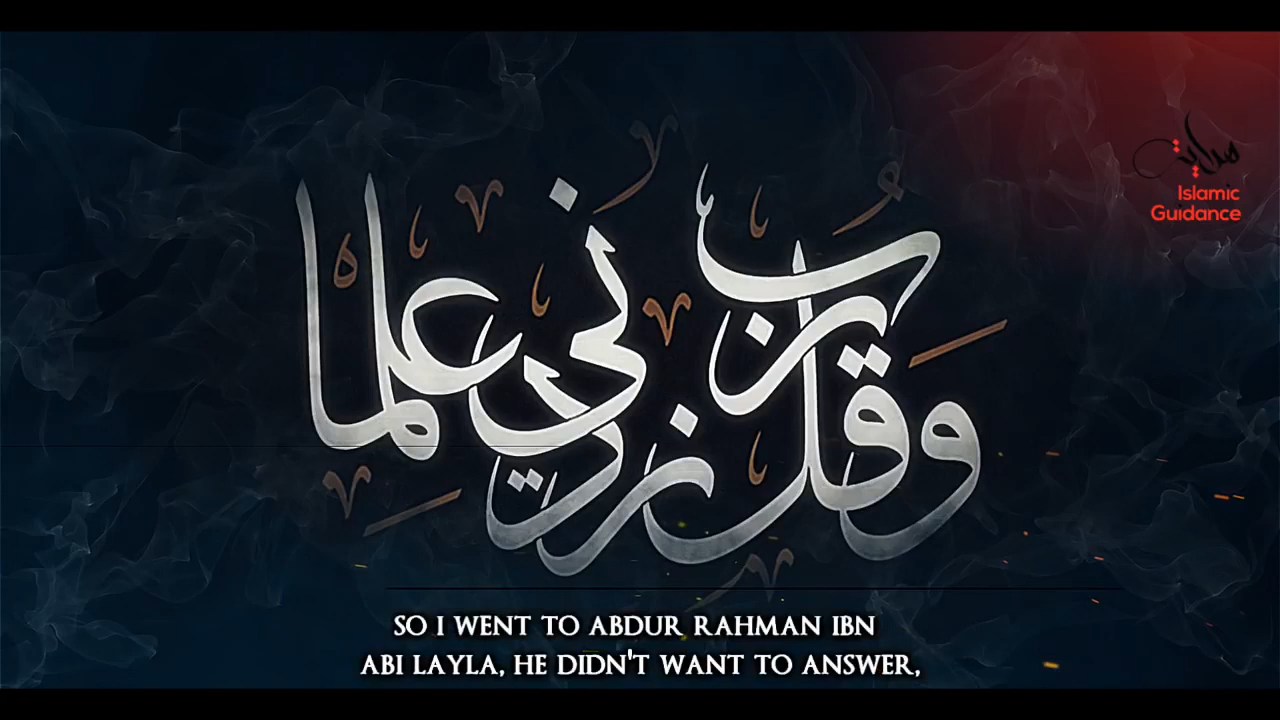 هداية
Islamic
Guidance
وقل رب زدني علما
SO I WENT TO ABDUR RAHMAN IBN
ABI LAYLA, HE DIDN'T WANT TO ANSWER,